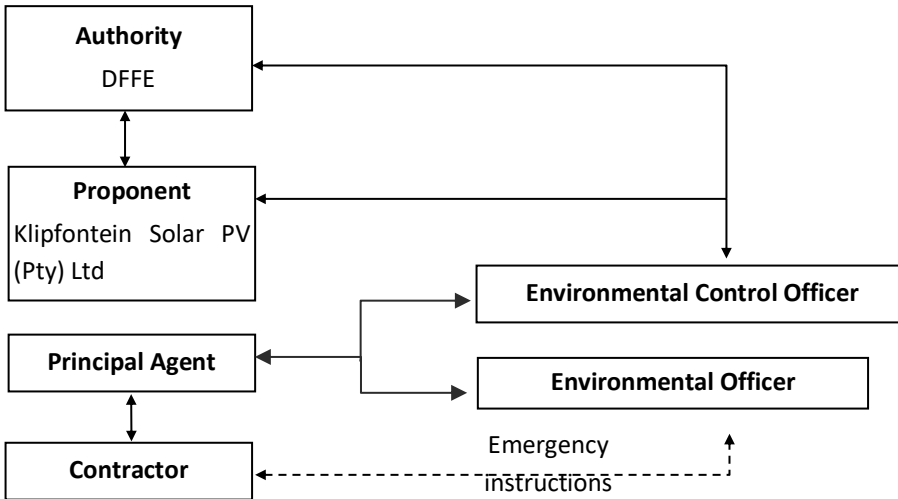 Authority
DFFE
Proponent
Klipfontein Solar PV
(Pty) Ltd
Environmental Control Officer
Principal Agent
Environmental Officer
Emergency
instructions
Contractor